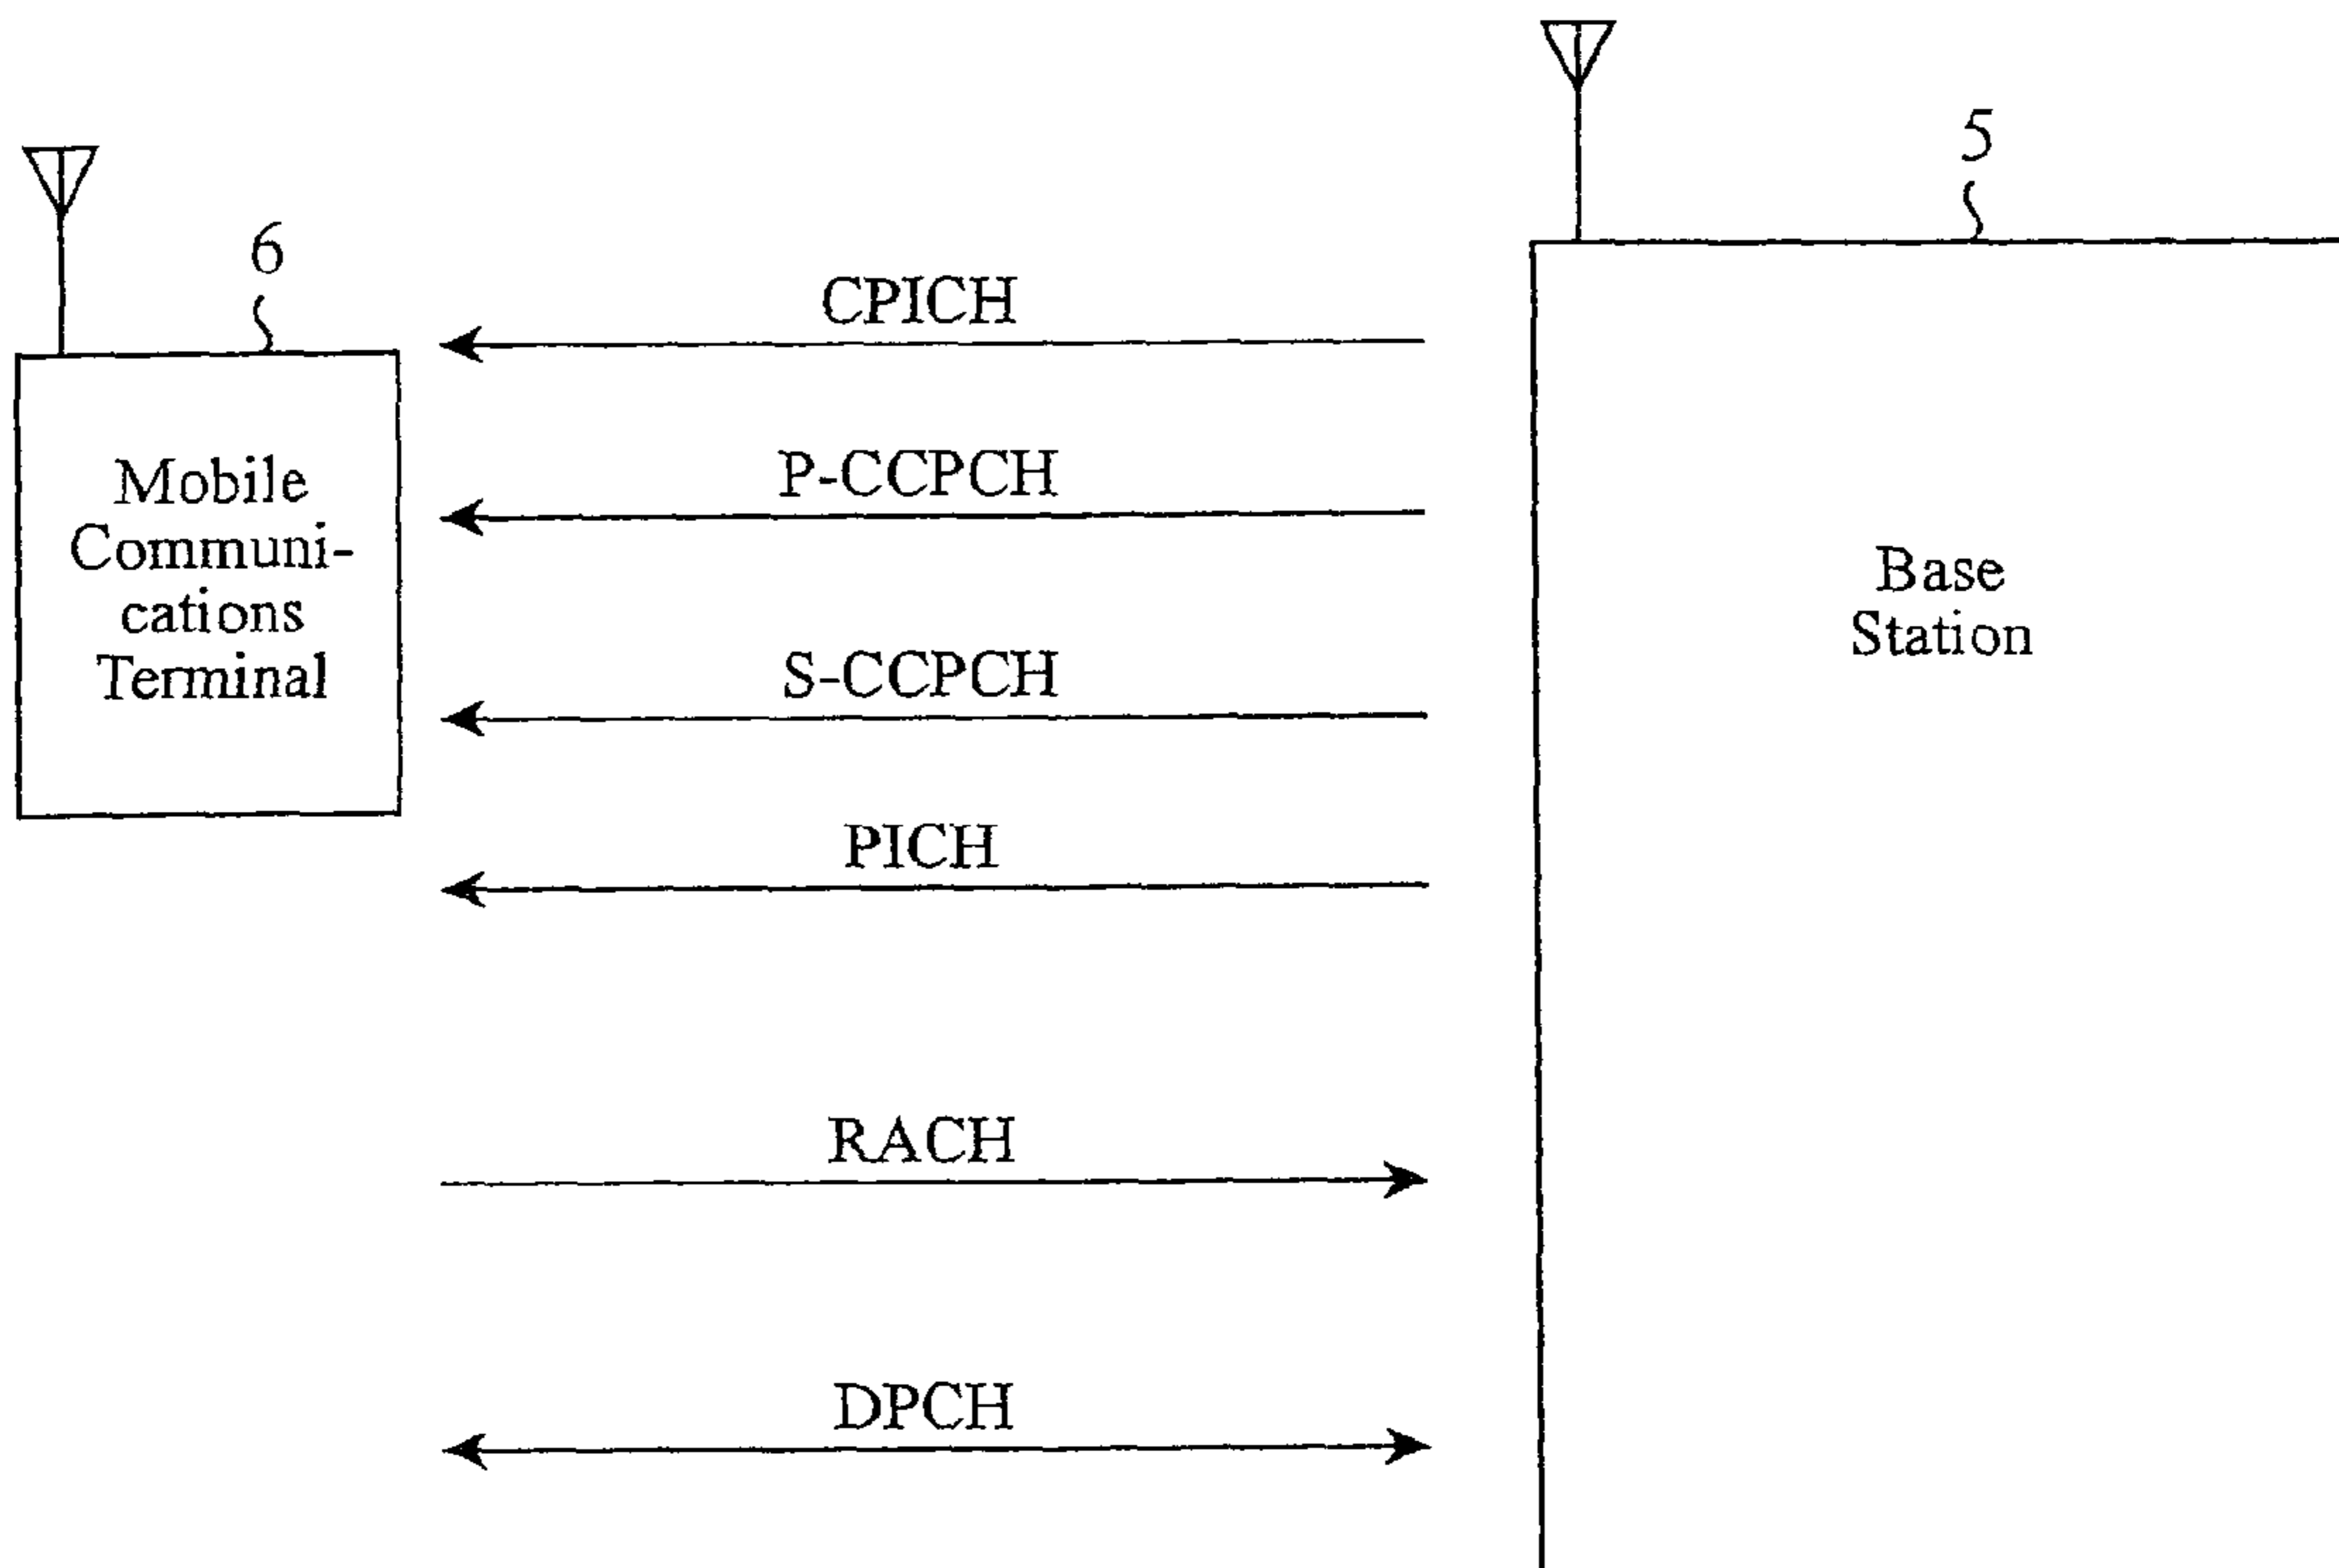 5
6
CPICH
P-CCPCH
Mobile
Communi-
cations
Terminal
Base
Station
S-CCPCH
PICH
RACH
DPCH